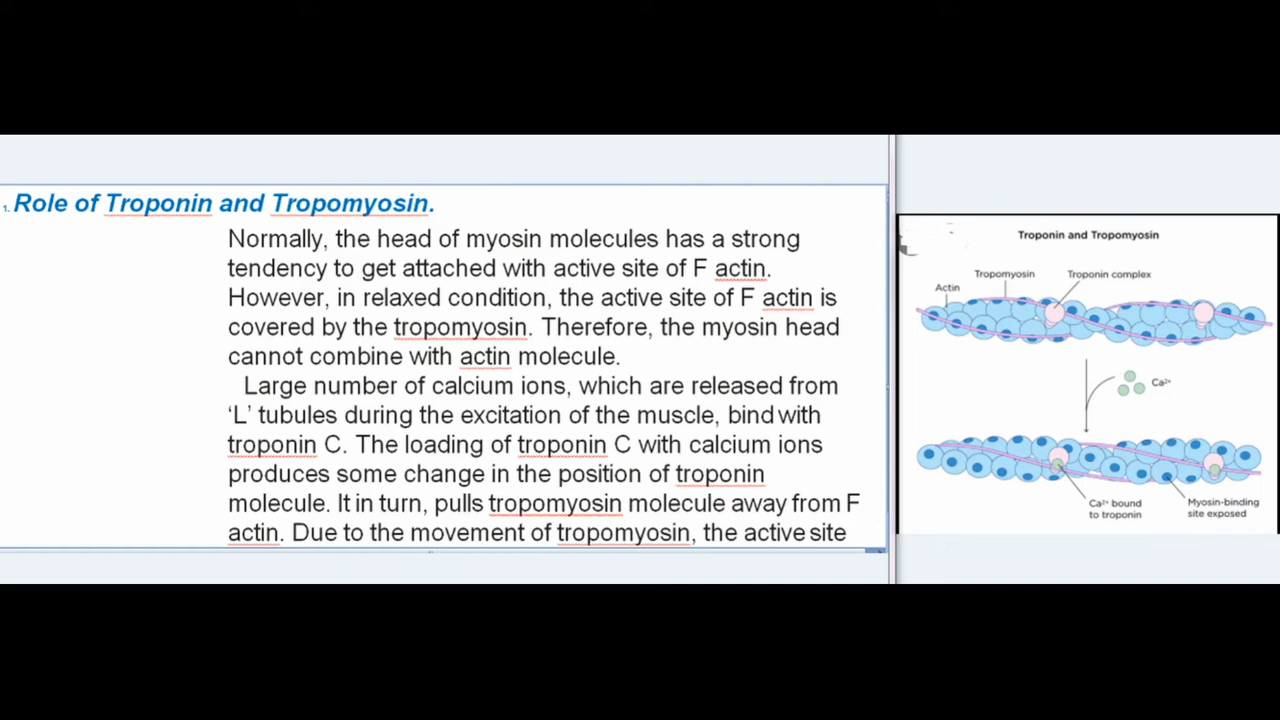 1. Role of Troponin and Tropomyosin.
Normally, the head of myosin molecules has a strong
tendency to get attached with active site of F actin.
However, in relaxed condition, the active site of F actin is
covered by the tropomyosin. Therefore, the myosin head
cannot combine with actin molecule.
Large number of calcium ions, which are released from
‘L’ tubules during the excitation of the muscle, bind with
troponin C. The loading of troponin C with calcium ions
produces some change in the position of troponin
molecule. It in turn, pulls tropomyosin molecule away from F
actin. Due to the movement of tropomyosin, the active site
Troponin and Tropomyosin
Tropomyosin
Troponin complex
Actin
Ca²⁺
Ca²⁺ bound
to troponin
Myosin-binding
site exposed